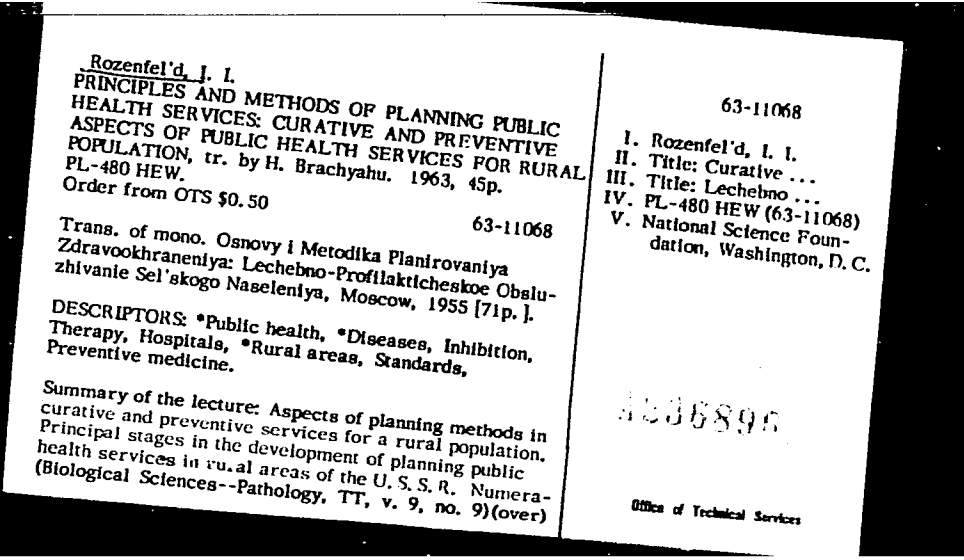 Rozenfel'd, I. I.
PRINCIPLES AND METHODS OF PLANNING PUBLIC
HEALTH SERVICES: CURATIVE AND PREVENTIVE
ASPECTS OF PUBLIC HEALTH SERVICES FOR RURAL
POPULATION, tr. by H. Brachyahu. 1963, 45p.
PL-480 HEW.
Order from OTS $0.50
63-11068
Trans. of mono. Osnovy i Metodika Planirovaniya
Zdravookhraneniya: Lechebno-Profilakticheskoe Obslu-
zhivanie Sel'skogo Naseleniya, Moscow, 1955 [71p.].
DESCRIPTORS: *Public health, *Diseases, Inhibition,
Therapy, Hospitals, *Rural areas, Standards,
Preventive medicine.
Summary of the lecture: Aspects of planning methods in
curative and preventive services for a rural population.
Principal stages in the development of planning public
health services in rural areas of the U. S. S. R. Numera-
(Biological Sciences--Pathology, TT, v. 9, no. 9)(over)
63-11068
I. Rozenfel'd, I. I.
II. Title: Curative ...
III. Title: Lechebno ...
IV. PL-480 HEW (63-11068)
V. National Science Foun-
dation, Washington, D. C.
Office of Technical Services